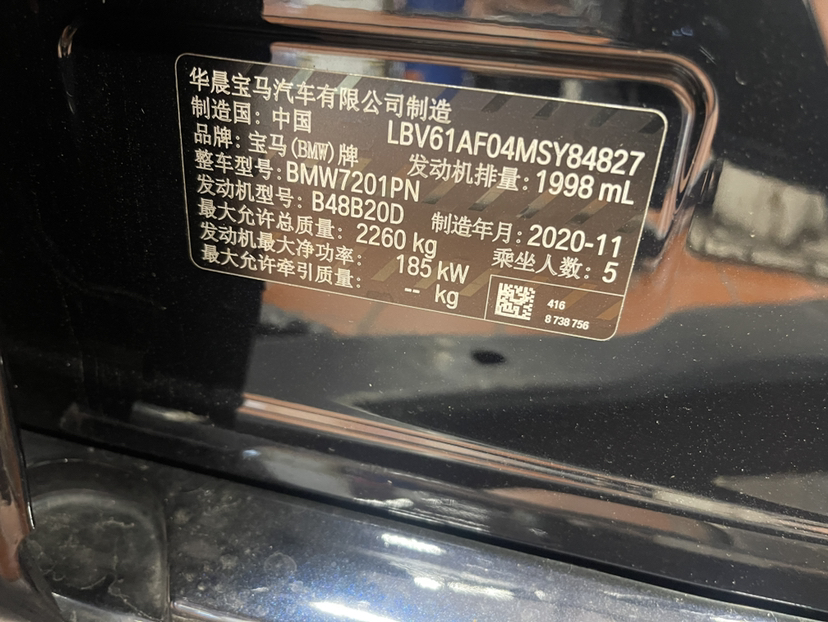 华晨宝马汽车有限公司制造
制造国: 中国 LBV61AF04MSY84827
品牌: 宝马(BMW)牌 发动机排量: 1998 mL
整车型号: BMW7201PN
发动机型号: B48B20D 制造年月: 2020-11
最大允许总质量: 2260 kg 乘坐人数: 5
发动机最大净功率: 185 kW
最大允许牵引质量: -- kg
416
8 738 756